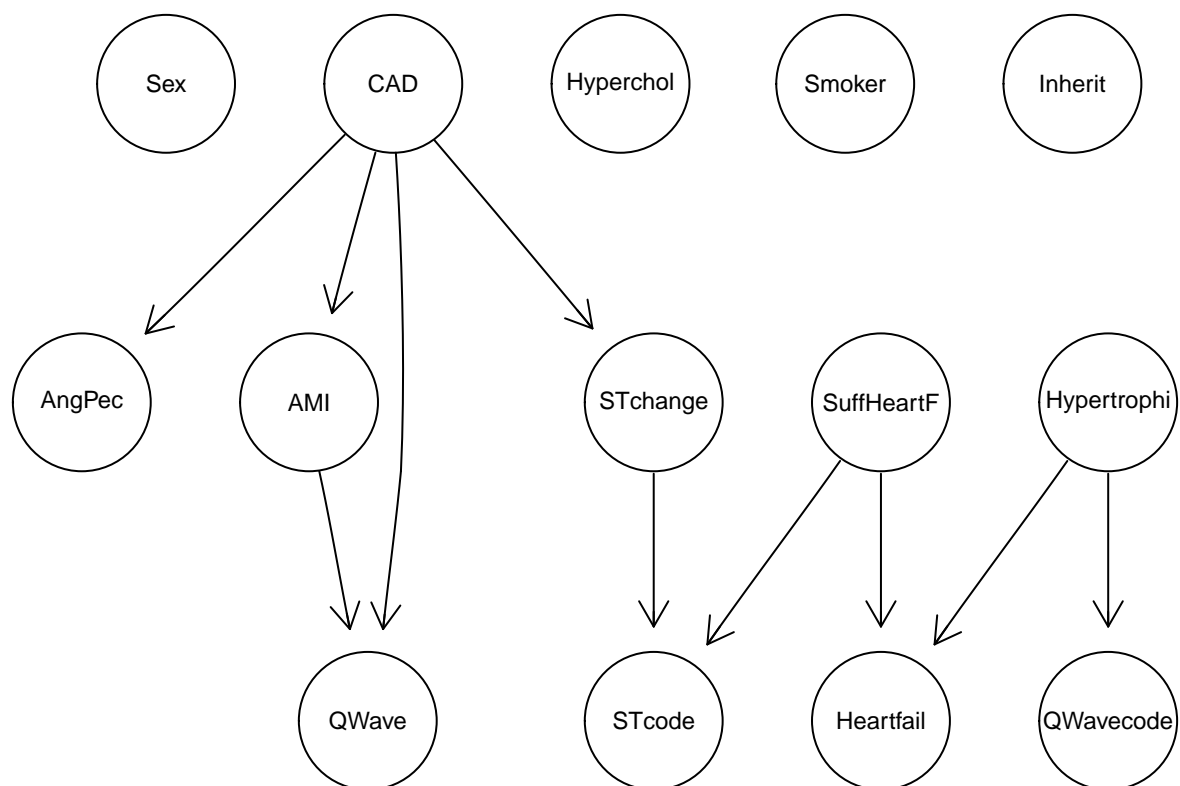 Sex
CAD
Hyperchol
Smoker
Inherit
AngPec
AMI
STchange
SuffHeartF
Hypertrophi
QWave
STcode
Heartfail
QWavecode